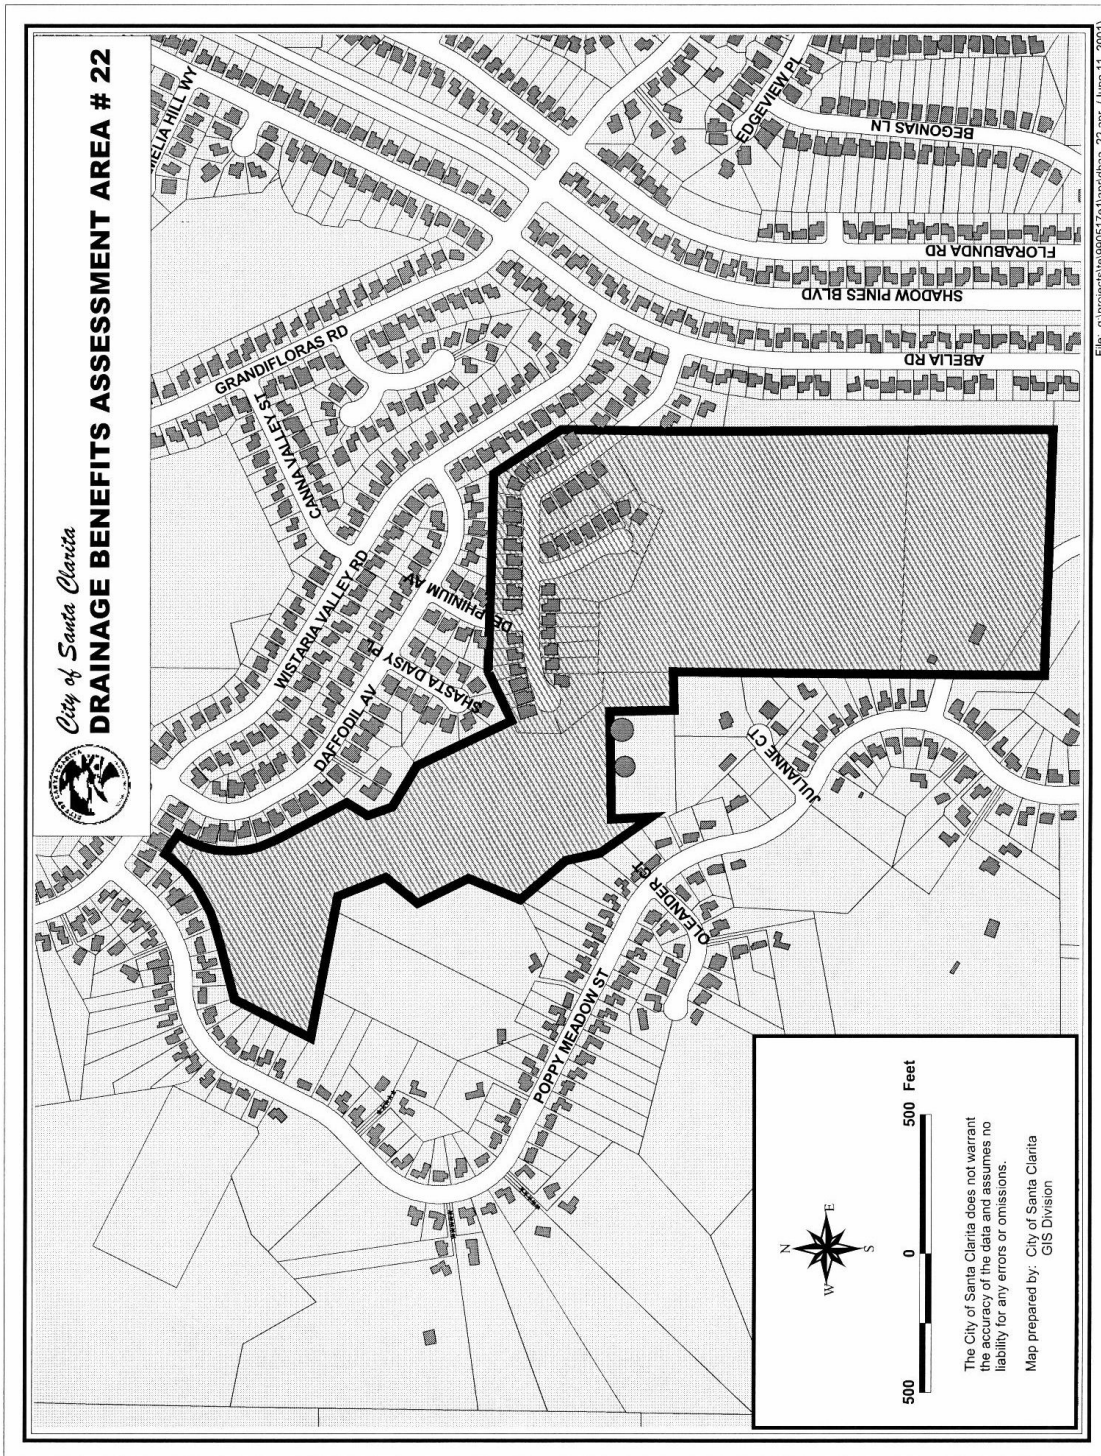 City of Santa Clarita
DRAINAGE BENEFITS ASSESSMENT AREA # 22
GRANDIFLORAS RD
CANNA VALLEY ST
WISTARIA VALLEY RD
DELPHINIUM AV
SHASTA DAISY PL
DAFFODIL AV
EDGEVIEW PL
BEGONIAS LN
FLORABUNDA RD
SHADOW PINES BLVD
ABELIA RD
JULIANNE CT
OLEANDER CT
POPPY MEADOW ST
N
W
E
S
500
0
500 Feet
The City of Santa Clarita does not warrant
the accuracy of the data and assumes no
liability for any errors or omissions.
Map prepared by: City of Santa Clarita
GIS Division